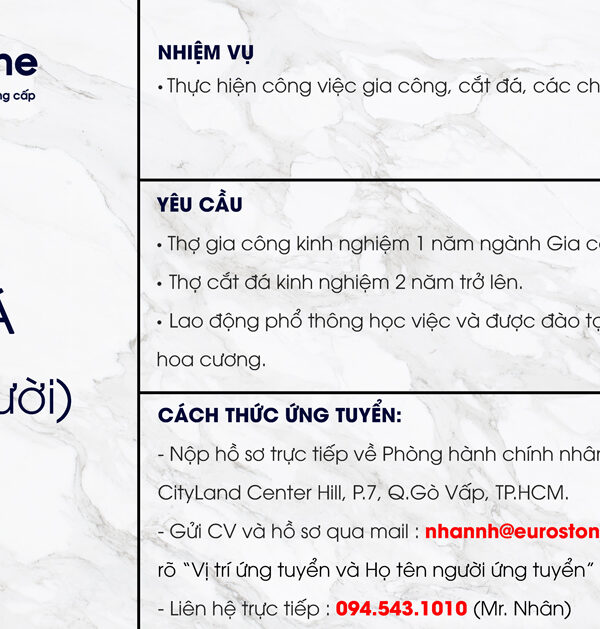 ne
ng cấp
Á
ười)
NHIỆM VỤ
• Thực hiện công việc gia công, cắt đá, các ch
YÊU CẦU
• Thợ gia công kinh nghiệm 1 năm ngành Gia c
• Thợ cắt đá kinh nghiệm 2 năm trở lên.
• Lao động phổ thông học việc và được đào tạ
hoa cương.
CÁCH THỨC ỨNG TUYỂN:
- Nộp hồ sơ trực tiếp về Phòng hành chính nhân
CityLand Center Hill, P.7, Q.Gò Vấp, TP.HCM.
- Gửi CV và hồ sơ qua mail : nhannh@euroston
rõ “Vị trí ứng tuyển và Họ tên người ứng tuyển”
- Liên hệ trực tiếp : 094.543.1010 (Mr. Nhân)